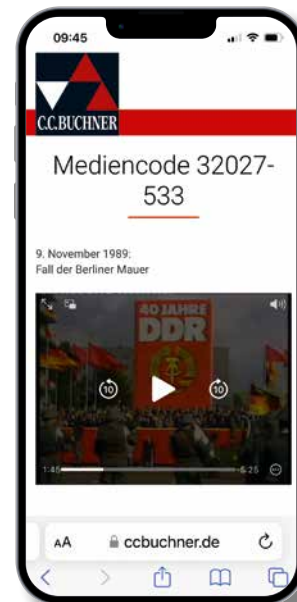 09:45
C.C.BUCHNER
Mediencode 32027-
533
9. November 1989:
Fall der Berliner Mauer
40 JAHRE
DDR
10
10
1:45
-5:25
AA
ccbuchner.de